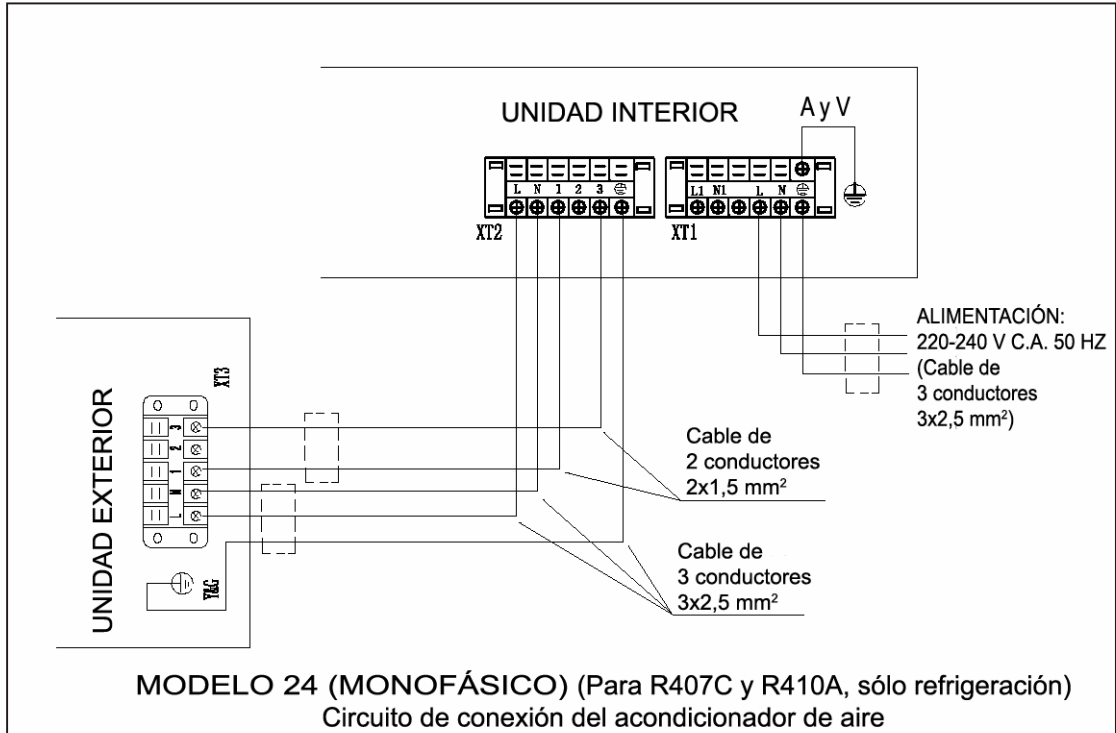 UNIDAD INTERIOR
A y V
L N 1 2 3
L1 N1 L N
XT2
XT1
ALIMENTACIÓN:
220-240 V C.A. 50 HZ
(Cable de
3 conductores
3x2,5 mm²)
UNIDAD EXTERIOR
XT3
3
2
1
N
L
Y&G
Cable de
2 conductores
2x1,5 mm²
Cable de
3 conductores
3x2,5 mm²
MODELO 24 (MONOFÁSICO) (Para R407C y R410A, sólo refrigeración)
Circuito de conexión del acondicionador de aire